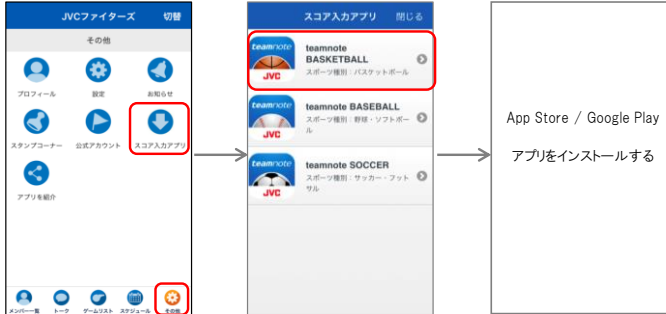 JVCファイターズ 切替
その他
プロフィール 設定 お知らせ
スタンプコーナー 公式アカウント スコア入力アプリ
アプリを紹介
メンバー一覧 トーク ゲームリスト スケジュール その他
スコア入力アプリ 閉じる
teamnote
JVC
teamnote
BASKETBALL
スポーツ種別：バスケットボール
teamnote
JVC
teamnote BASEBALL
スポーツ種別：野球・ソフトボー
ル
teamnote
JVC
teamnote SOCCER
スポーツ種別：サッカー・フット
サル
App Store / Google Play
アプリをインストールする